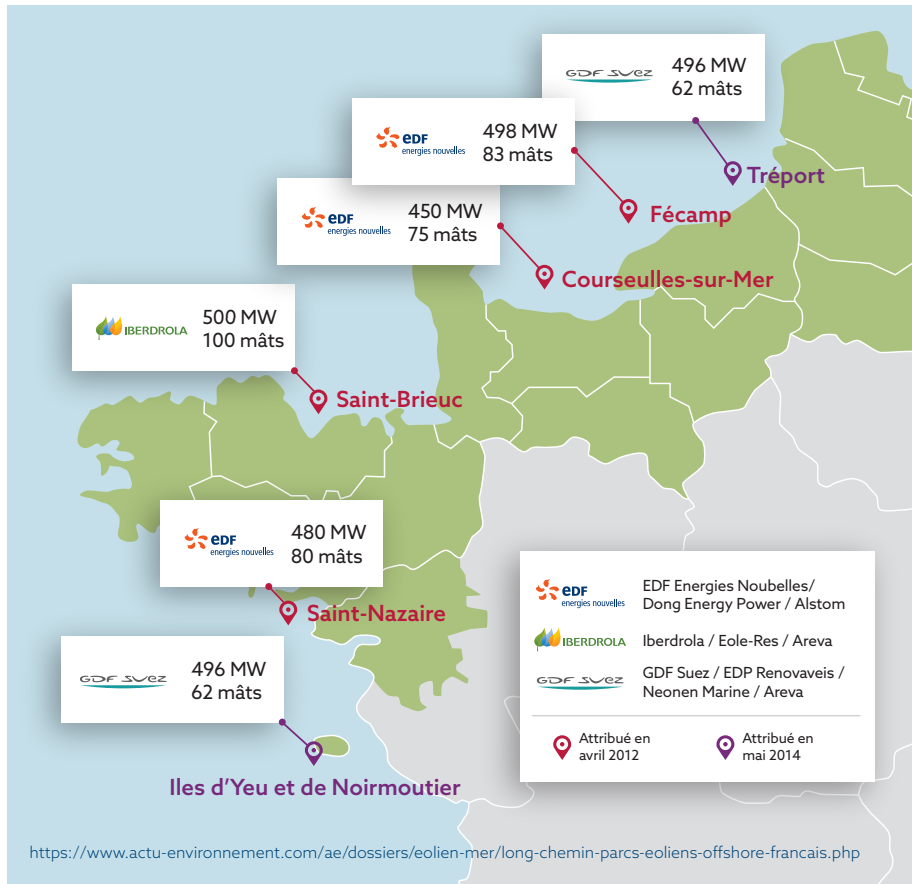 GDF SUEZ
496 MW
62 mâts
Tréport
eDF
energies nouvelles
498 MW
83 mâts
Fécamp
eDF
energies nouvelles
450 MW
75 mâts
Courseulles-sur-Mer
IBERDROLA
500 MW
100 mâts
Saint-Brieuc
eDF
energies nouvelles
480 MW
80 mâts
Saint-Nazaire
GDF SUEZ
496 MW
62 mâts
Iles d'Yeu et de Noirmoutier
eDF
energies nouvelles
EDF Energies Noubelles/
Dong Energy Power / Alstom
IBERDROLA
Iberdrola / Eole-Res / Areva
GDF SUEZ
GDF Suez / EDP Renovaveis /
Neonen Marine / Areva
Attribué en
avril 2012
Attribué en
mai 2014
https://www.actu-environnement.com/ae/dossiers/eolien-mer/long-chemin-parcs-eoliens-offshore-francais.php